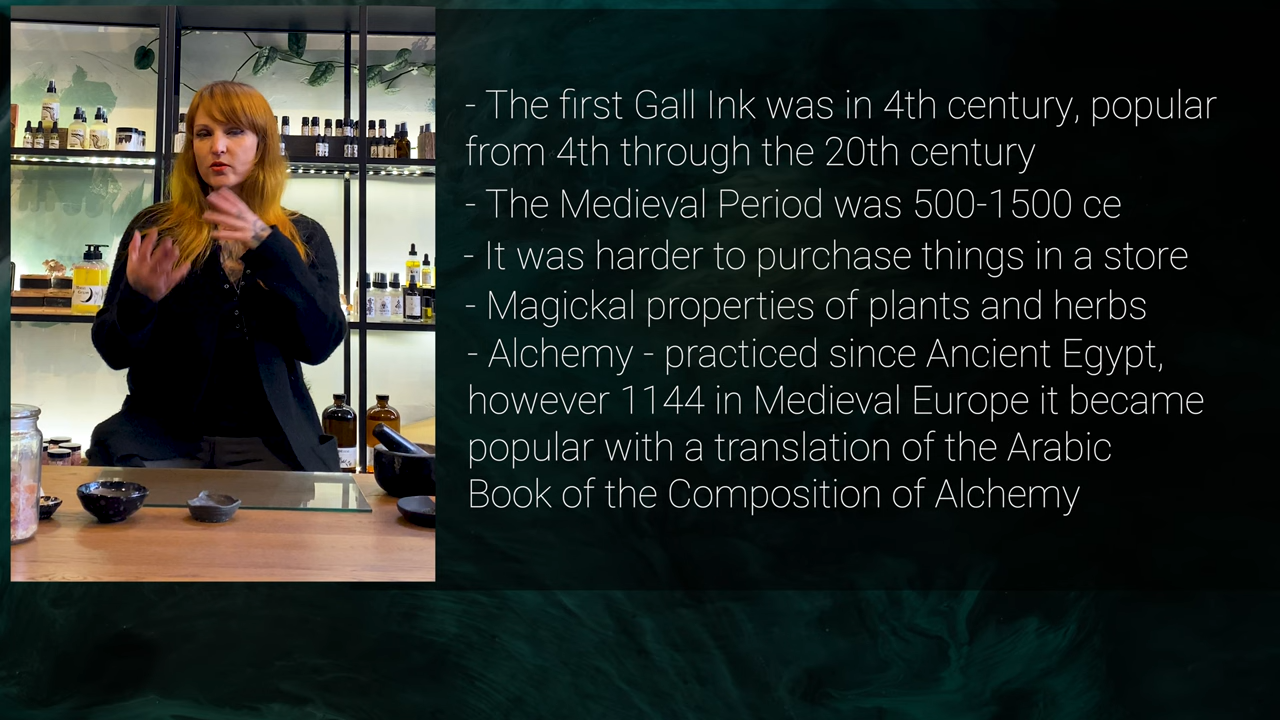 - The first Gall Ink was in 4th century, popular
from 4th through the 20th century
- The Medieval Period was 500-1500 ce
- It was harder to purchase things in a store
- Magickal properties of plants and herbs
- Alchemy - practiced since Ancient Egypt,
however 1144 in Medieval Europe it became
popular with a translation of the Arabic
Book of the Composition of Alchemy